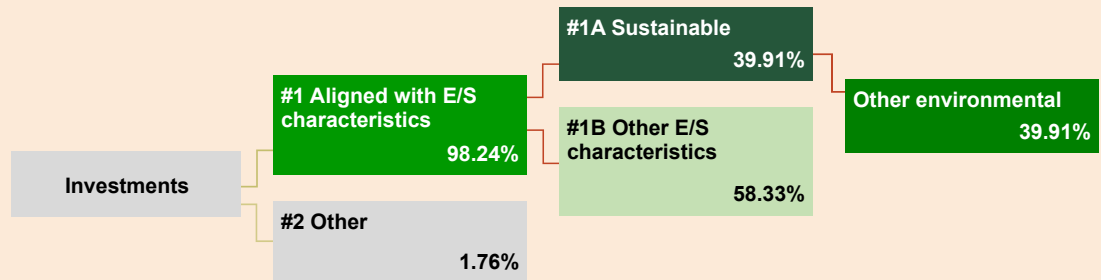 Investments
#1 Aligned with E/S
characteristics
98.24%
#2 Other
1.76%
#1A Sustainable
39.91%
#1B Other E/S
characteristics
58.33%
Other environmental
39.91%